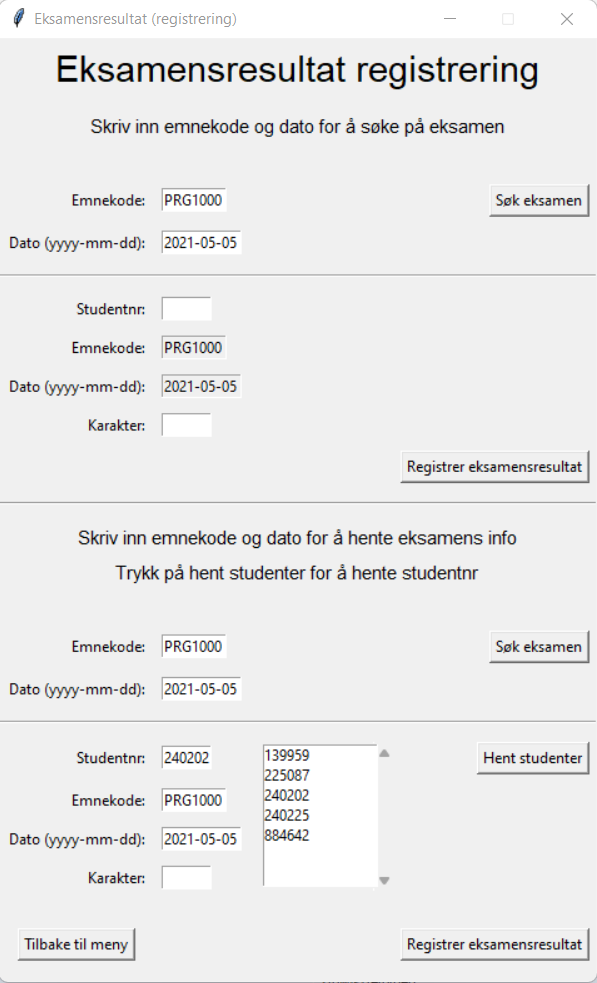 Eksamensresultat (registrering)
Eksamensresultat registrering
Skriv inn emnekode og dato for å søke på eksamen
Emnekode: PRG1000 Søk eksamen
Dato (yyyy-mm-dd): 2021-05-05
Studentnr:
Emnekode: PRG1000
Dato (yyyy-mm-dd): 2021-05-05
Karakter:
Registrer eksamensresultat
Skriv inn emnekode og dato for å hente eksamens info
Trykk på hent studenter for å hente studentnr
Emnekode: PRG1000 Søk eksamen
Dato (yyyy-mm-dd): 2021-05-05
Studentnr: 240202 139959 Hent studenter
225087
Emnekode: PRG1000 240202
240225
Dato (yyyy-mm-dd): 2021-05-05 884642
Karakter:
Tilbake til meny Registrer eksamensresultat